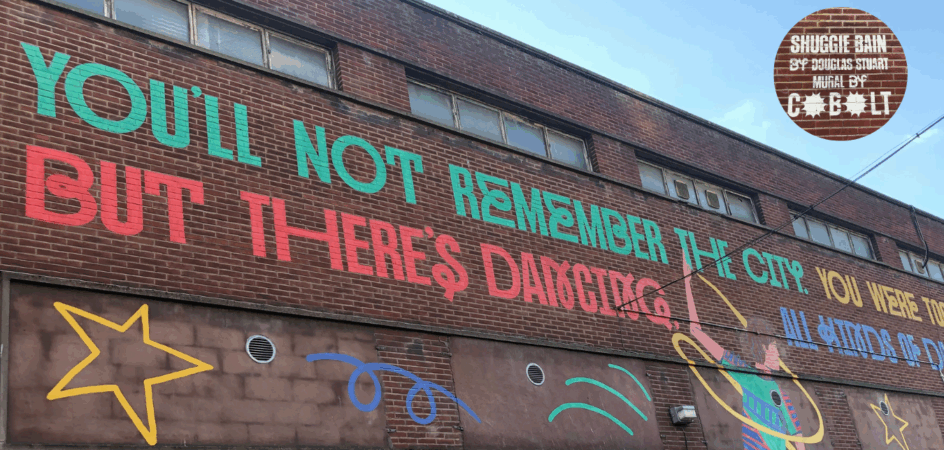 YOU'LL NOT REMEMBER THE CITY. YOU WERE
BUT THERE'S DANCING, ALL KINDS OF
SHUGGIE BAIN
BY DOUGLAS STUART
MURAL BY
COBOLT